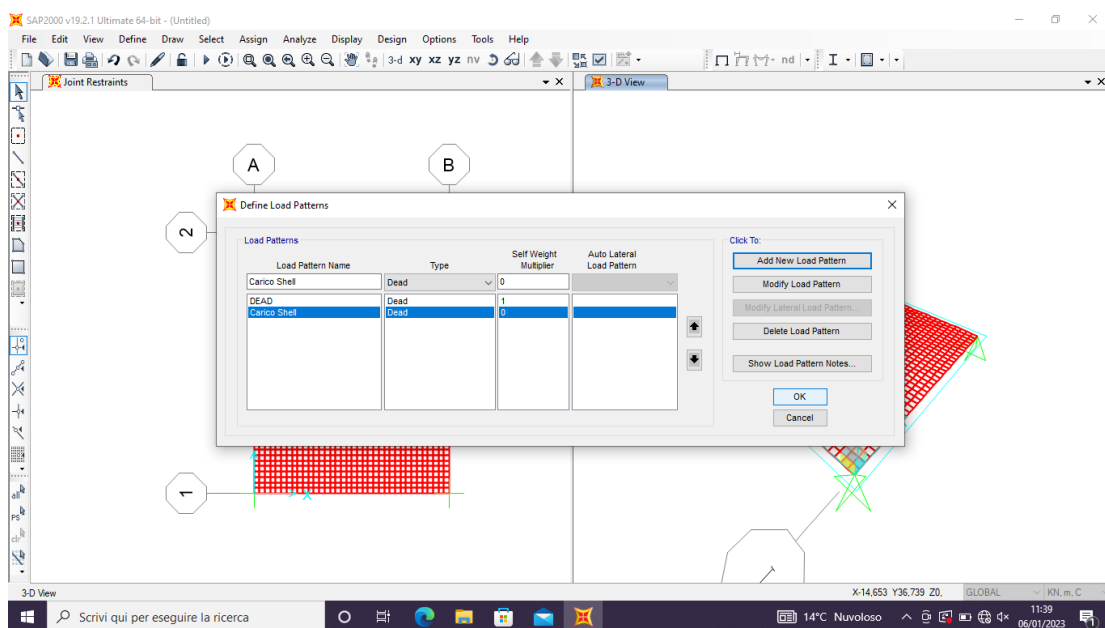 SAP2000 v19.2.1 Ultimate 64-bit - (Untitled)
File Edit View Define Draw Select Assign Analyze Display Design Options Tools Help
3-d xy xz yz nv
nd
Joint Restraints
3-D View
A
B
2
1
Define Load Patterns
Load Patterns
Click To:
Load Pattern Name
Type
Self Weight Multiplier
Auto Lateral Load Pattern
Carico Shell Dead 0
DEAD Dead 1
Carico Shell Dead 0
Add New Load Pattern
Modify Load Pattern
Modify Lateral Load Pattern...
Delete Load Pattern
Show Load Pattern Notes...
OK
Cancel
X
all
PS
clr
1
3-D View
X-14,653 Y36,739 Z0,
GLOBAL
KN, m, C
Scrivi qui per eseguire la ricerca
14°C Nuvoloso
11:39
06/01/2023
1